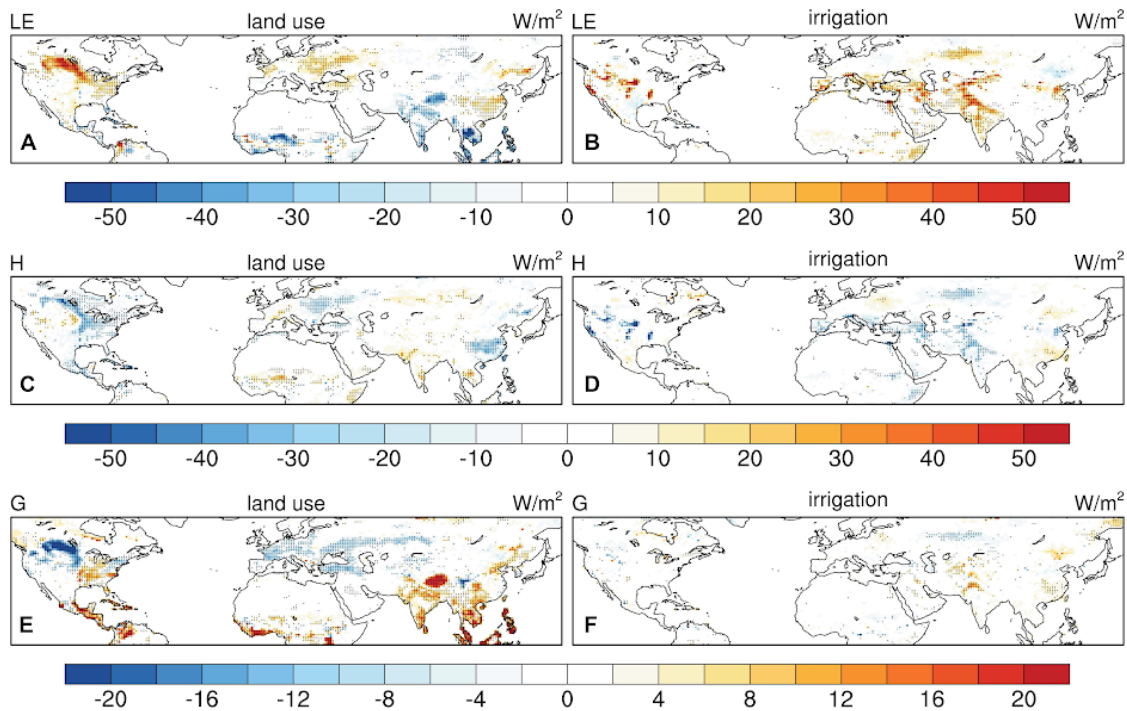 LE land use W/m² LE irrigation W/m²
A B
-50 -40 -30 -20 -10 0 10 20 30 40 50
H land use W/m² H irrigation W/m²
C D
-50 -40 -30 -20 -10 0 10 20 30 40 50
G land use W/m² G irrigation W/m²
E F
-20 -16 -12 -8 -4 0 4 8 12 16 20